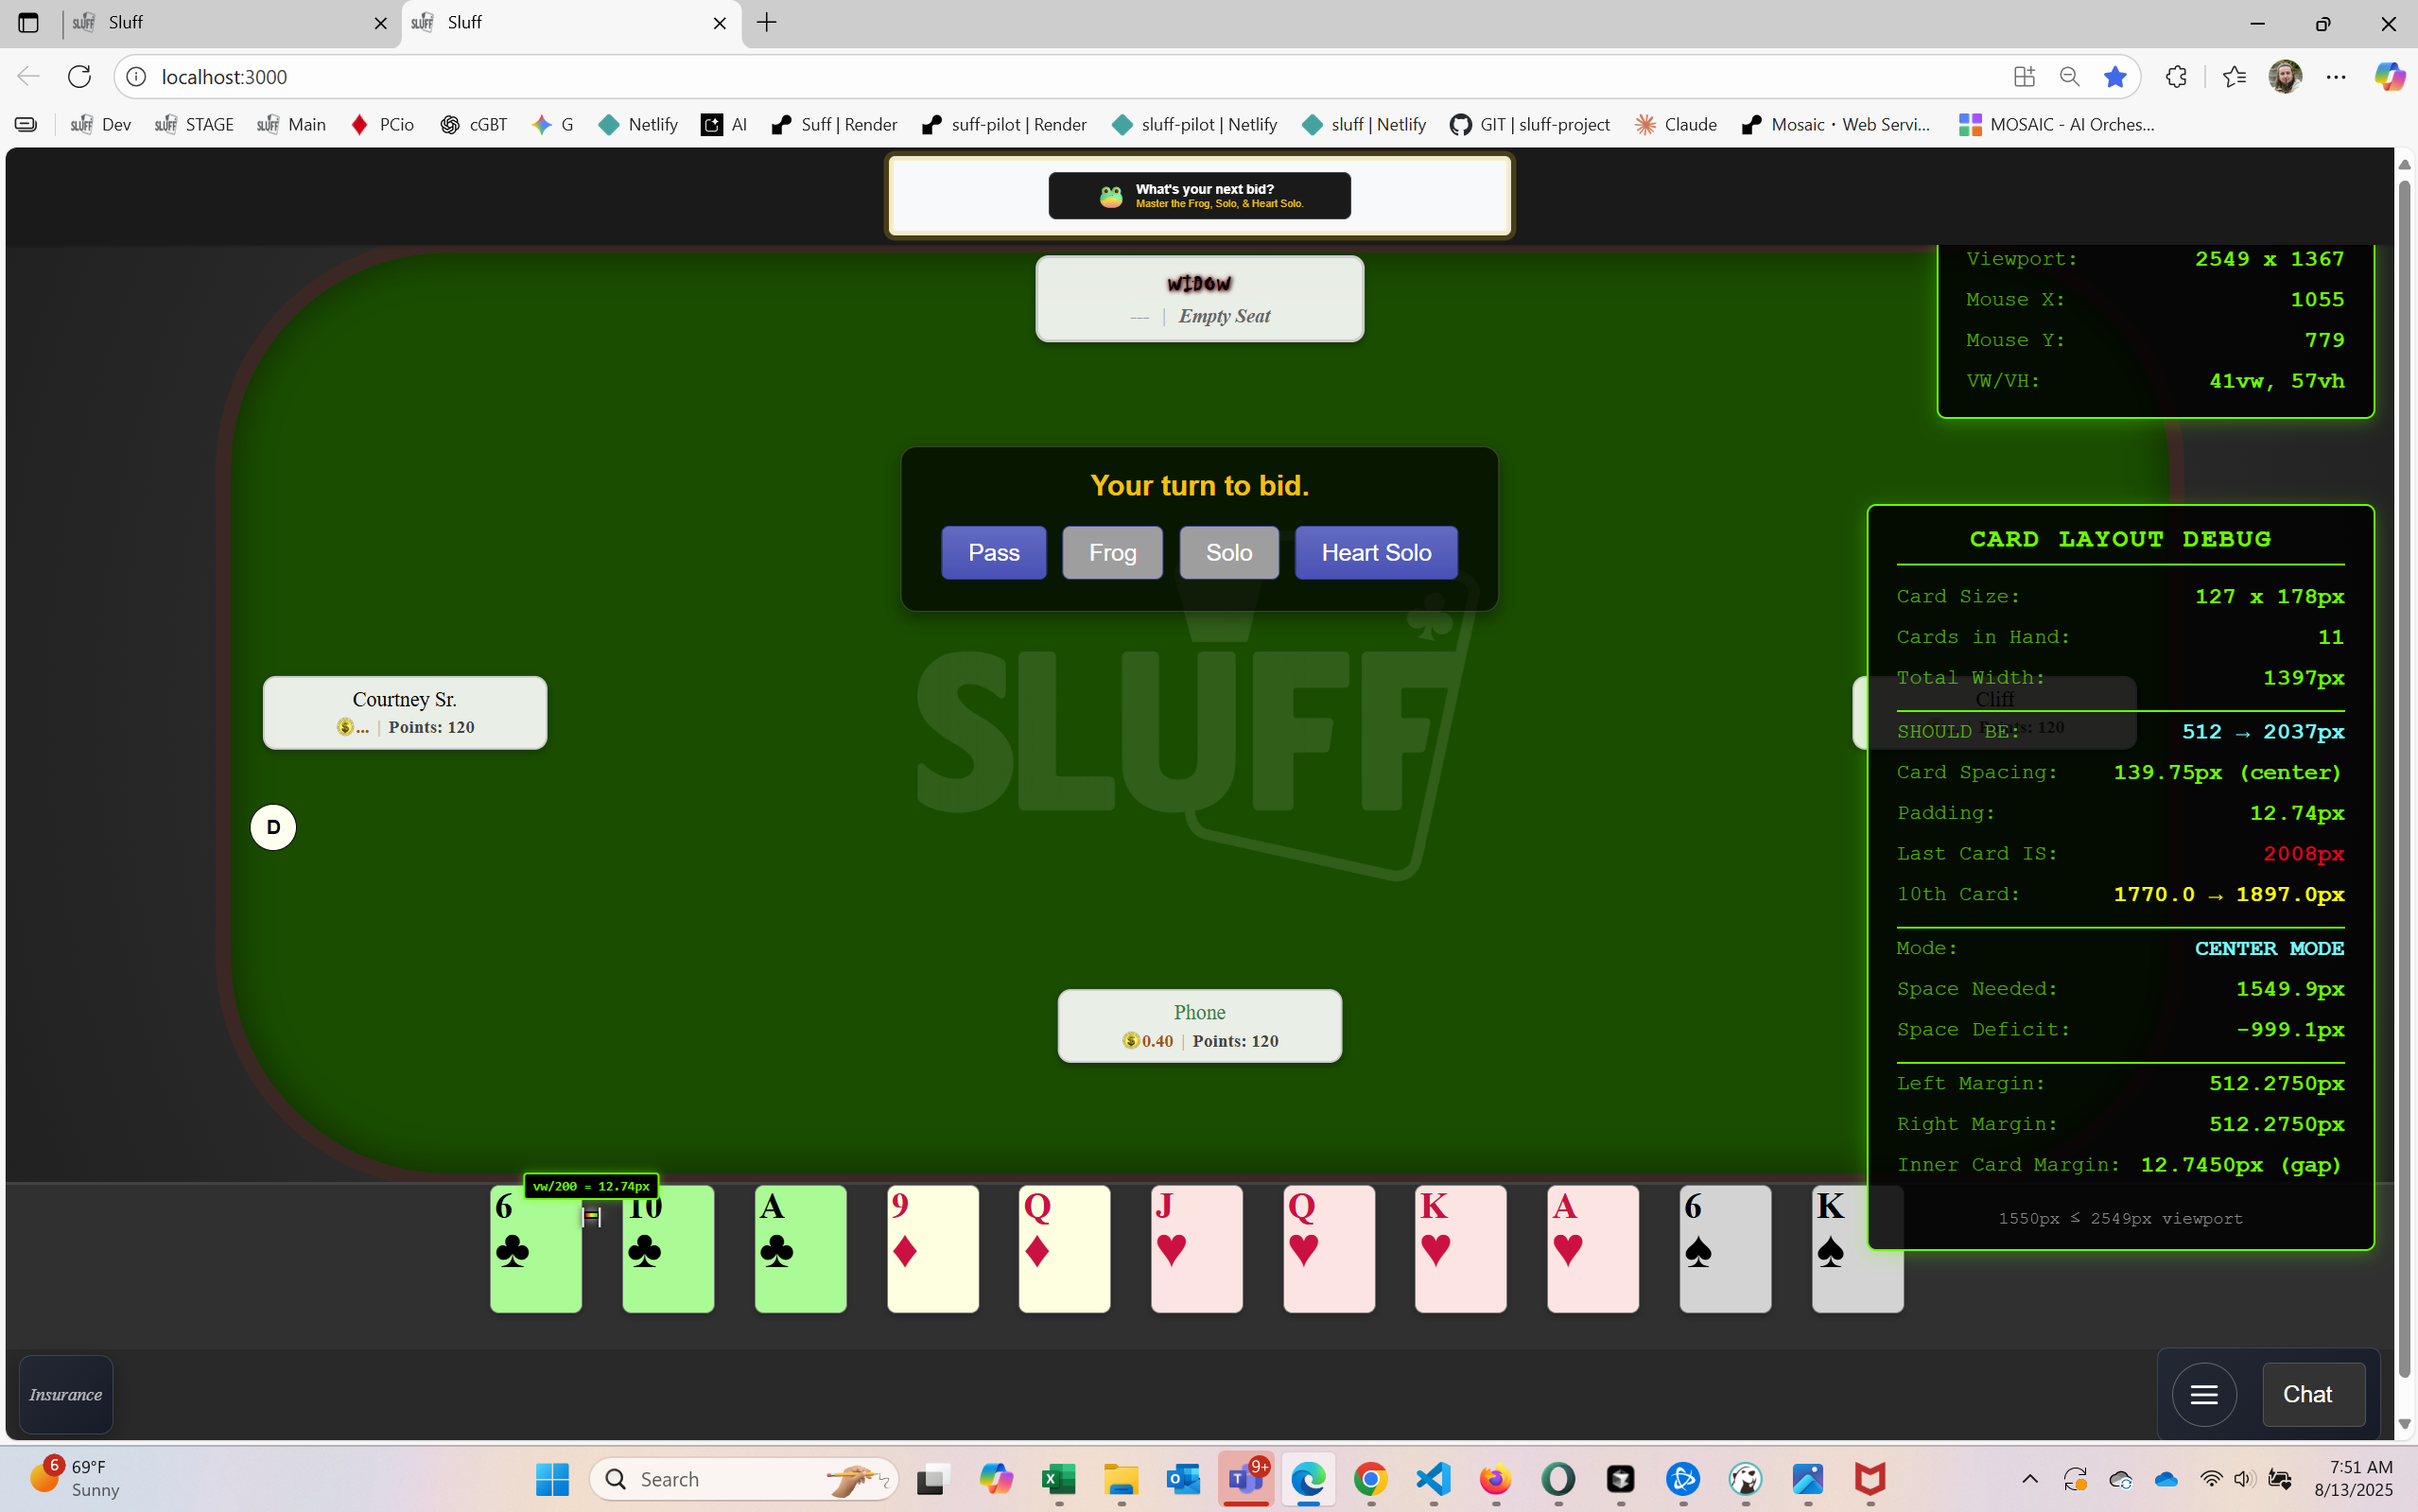 Sluff
Sluff
localhost:3000
SLUFF Dev
SLUFF STAGE
SLUFF Main
PCio
cGBT
G
Netlify
AI
Suff | Render
suff-pilot | Render
sluff-pilot | Netlify
sluff | Netlify
GIT | sluff-project
Claude
Mosaic · Web Servi...
MOSAIC - AI Orches...
What's your next bid?
Master the Frog, Solo, & Heart Solo.
WIDOW
--- | Empty Seat
Viewport: 2549 x 1367
Mouse X: 1055
Mouse Y: 779
VW/VH: 41vw, 57vh
Your turn to bid.
Pass Frog Solo Heart Solo
SLUFF
Courtney Sr.
$... | Points: 120
Cliff
Points: 120
D
Phone
$0.40 | Points: 120
CARD LAYOUT DEBUG
Card Size: 127 x 178px
Cards in Hand: 11
Total Width: 1397px
SHOULD BE: 512 → 2037px
Card Spacing: 139.75px (center)
Padding: 12.74px
Last Card IS: 2008px
10th Card: 1770.0 → 1897.0px
Mode: CENTER MODE
Space Needed: 1549.9px
Space Deficit: -999.1px
Left Margin: 512.2750px
Right Margin: 512.2750px
Inner Card Margin: 12.7450px (gap)
1550px ≤ 2549px viewport
vw/200 = 12.74px
6♣ 10♣ A♣ 9♦ Q♦ J♥ Q♥ K♥ A♥ 6♠ K♠
Insurance
Chat
6
69°F
Sunny
Search
9+
7:51 AM
8/13/2025